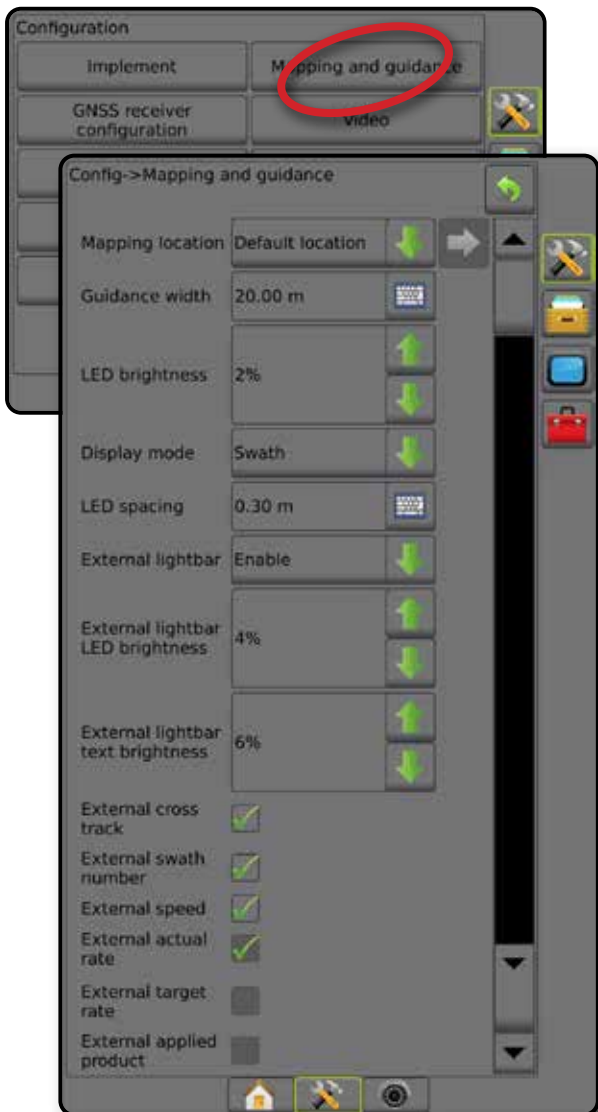 Configuration
Implement
Mapping and guidance
GNSS receiver
configuration
Video
Config->Mapping and guidance
Mapping location
Default location
Guidance width
20.00 m
LED brightness
2%
Display mode
Swath
LED spacing
0.30 m
External lightbar
Enable
External lightbar
LED brightness
4%
External lightbar
text brightness
6%
External cross
track
External swath
number
External speed
External actual
rate
External target
rate
External applied
product